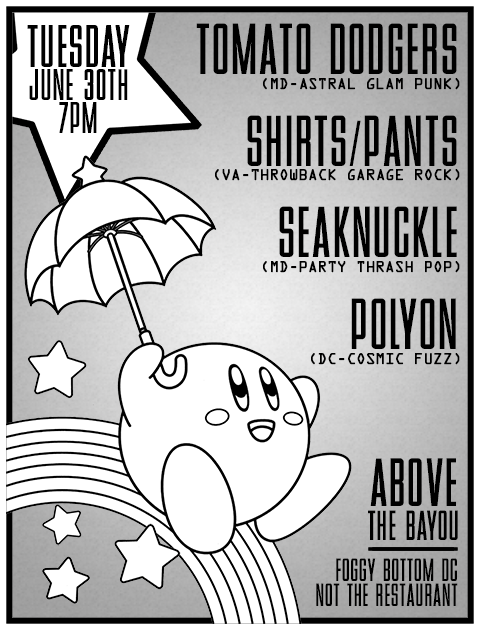 TUESDAY
JUNE 30TH
7PM
TOMATO DODGERS
(MD-ASTRAL GLAM PUNK)
SHIRTS/PANTS
(VA-THROWBACK GARAGE ROCK)
SEAKNUCKLE
(MD-PARTY THRASH POP)
POLYON
(DC-COSMIC FUZZ)
ABOVE
THE BAYOU
FOGGY BOTTOM DC
NOT THE RESTAURANT